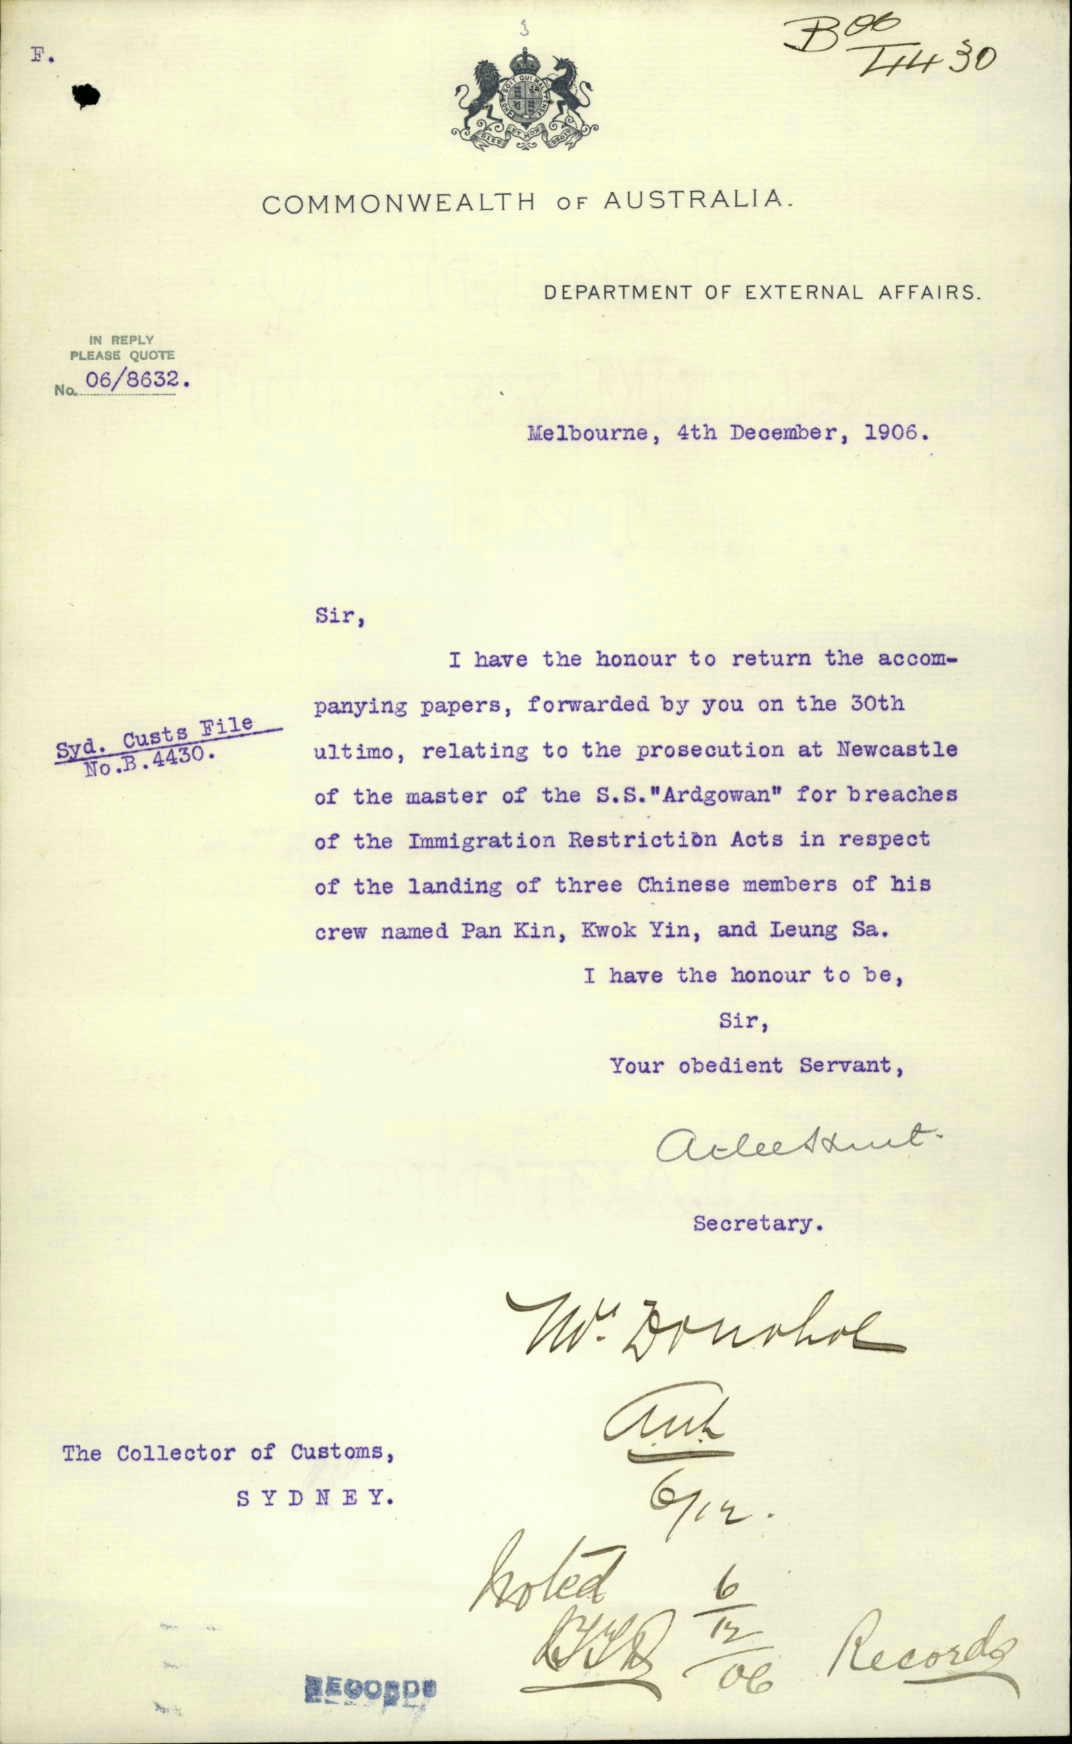 3
B06
4430
F.
COMMONWEALTH OF AUSTRALIA.
DEPARTMENT OF EXTERNAL AFFAIRS.
IN REPLY
PLEASE QUOTE
No. 06/8632.
Melbourne, 4th December, 1906.
Sir,
I have the honour to return the accom-
panying papers, forwarded by you on the 30th
Syd. Custs File
No.B.4430.
ultimo, relating to the prosecution at Newcastle
of the master of the S.S."Ardgowan" for breaches
of the Immigration Restriction Acts in respect
of the landing of three Chinese members of his
crew named Pan Kin, Kwok Yin, and Leung Sa.
I have the honour to be,
Sir,
Your obedient Servant,
Atlee Hunt.
Secretary.
Mr. Donohoe
6/12.
The Collector of Customs,
SYDNEY.
Noted
6
12
06
Records
RECORDS